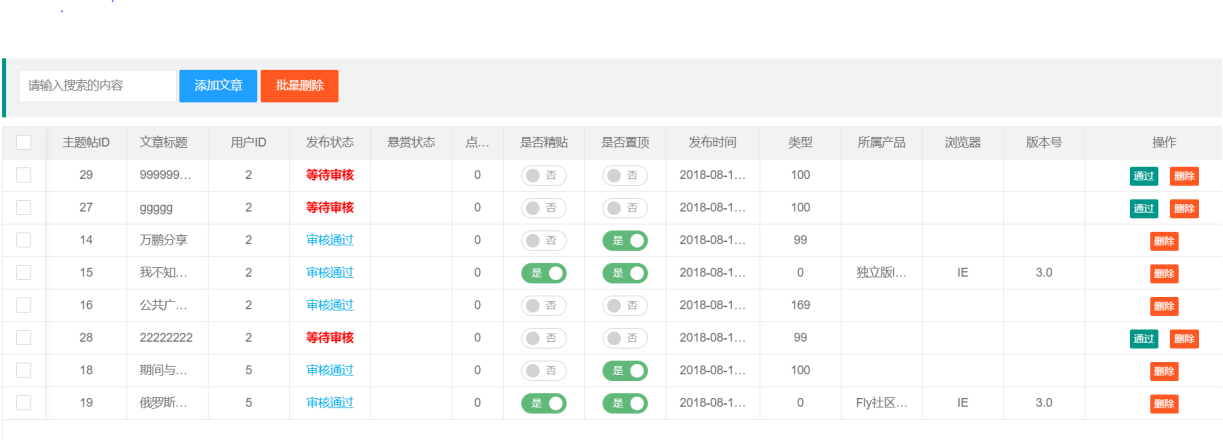 请输入搜索的内容 添加文章 批量删除
主题帖ID 文章标题 用户ID 发布状态 悬赏状态 点... 是否精贴 是否置顶 发布时间 类型 所属产品 浏览器 版本号 操作
29 999999... 2 等待审核 0 否 否 2018-08-1... 100 通过 删除
27 ggggg 2 等待审核 0 否 否 2018-08-1... 100 通过 删除
14 万鹏分享 2 审核通过 0 否 是 2018-08-1... 99 删除
15 我不知... 2 审核通过 0 是 是 2018-08-1... 0 独立版l... IE 3.0 删除
16 公共广... 2 审核通过 0 否 否 2018-08-1... 169 删除
28 22222222 2 等待审核 0 否 否 2018-08-1... 99 通过 删除
18 期间与... 5 审核通过 0 否 是 2018-08-1... 100 删除
19 俄罗斯... 5 审核通过 0 是 是 2018-08-1... 0 Fly社区... IE 3.0 删除